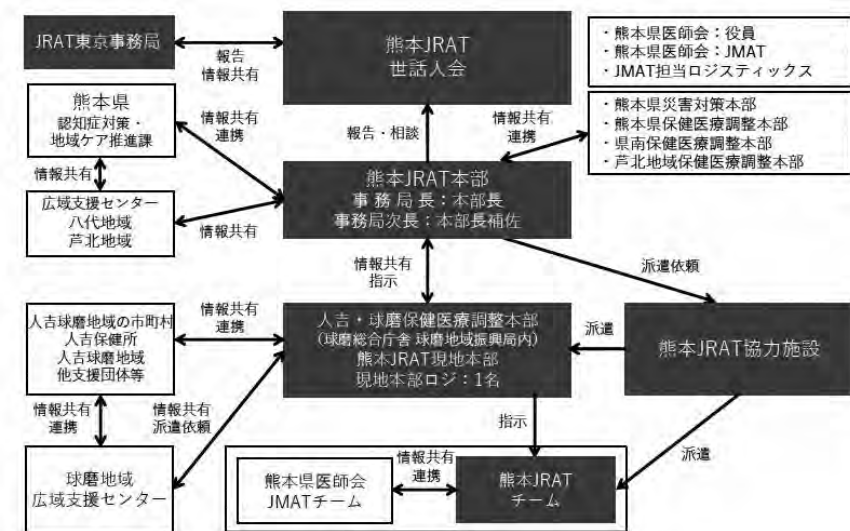 JRAT東京事務局
報告
情報共有
熊本JRAT
世話人会
・熊本県医師会：役員
・熊本県医師会：JMAT
・JMAT担当ロジスティックス
熊本県
認知症対策・
地域ケア推進課
情報共有
連携
報告・相談
情報共有
連携
・熊本県災害対策本部
・熊本県保健医療調整本部
・県南保健医療調整本部
・芦北地域保健医療調整本部
情報共有
広域支援センター
八代地域
芦北地域
情報共有
熊本JRAT本部
事務局長：本部長
事務局次長：本部長補佐
情報共有
指示
派遣依頼
人吉球磨地域の市町村
人吉保健所
人吉球磨地域
他支援団体等
情報共有
連携
人吉・球磨保健医療調整本部
(球磨総合庁舎 球磨地域振興局内)
熊本JRAT現地本部
現地本部ロジ：1名
派遣
熊本JRAT協力施設
情報共有
連携
情報共有
派遣依頼
指示
派遣
球磨地域
広域支援センター
熊本県医師会
JMATチーム
情報共有
連携
熊本JRAT
チーム